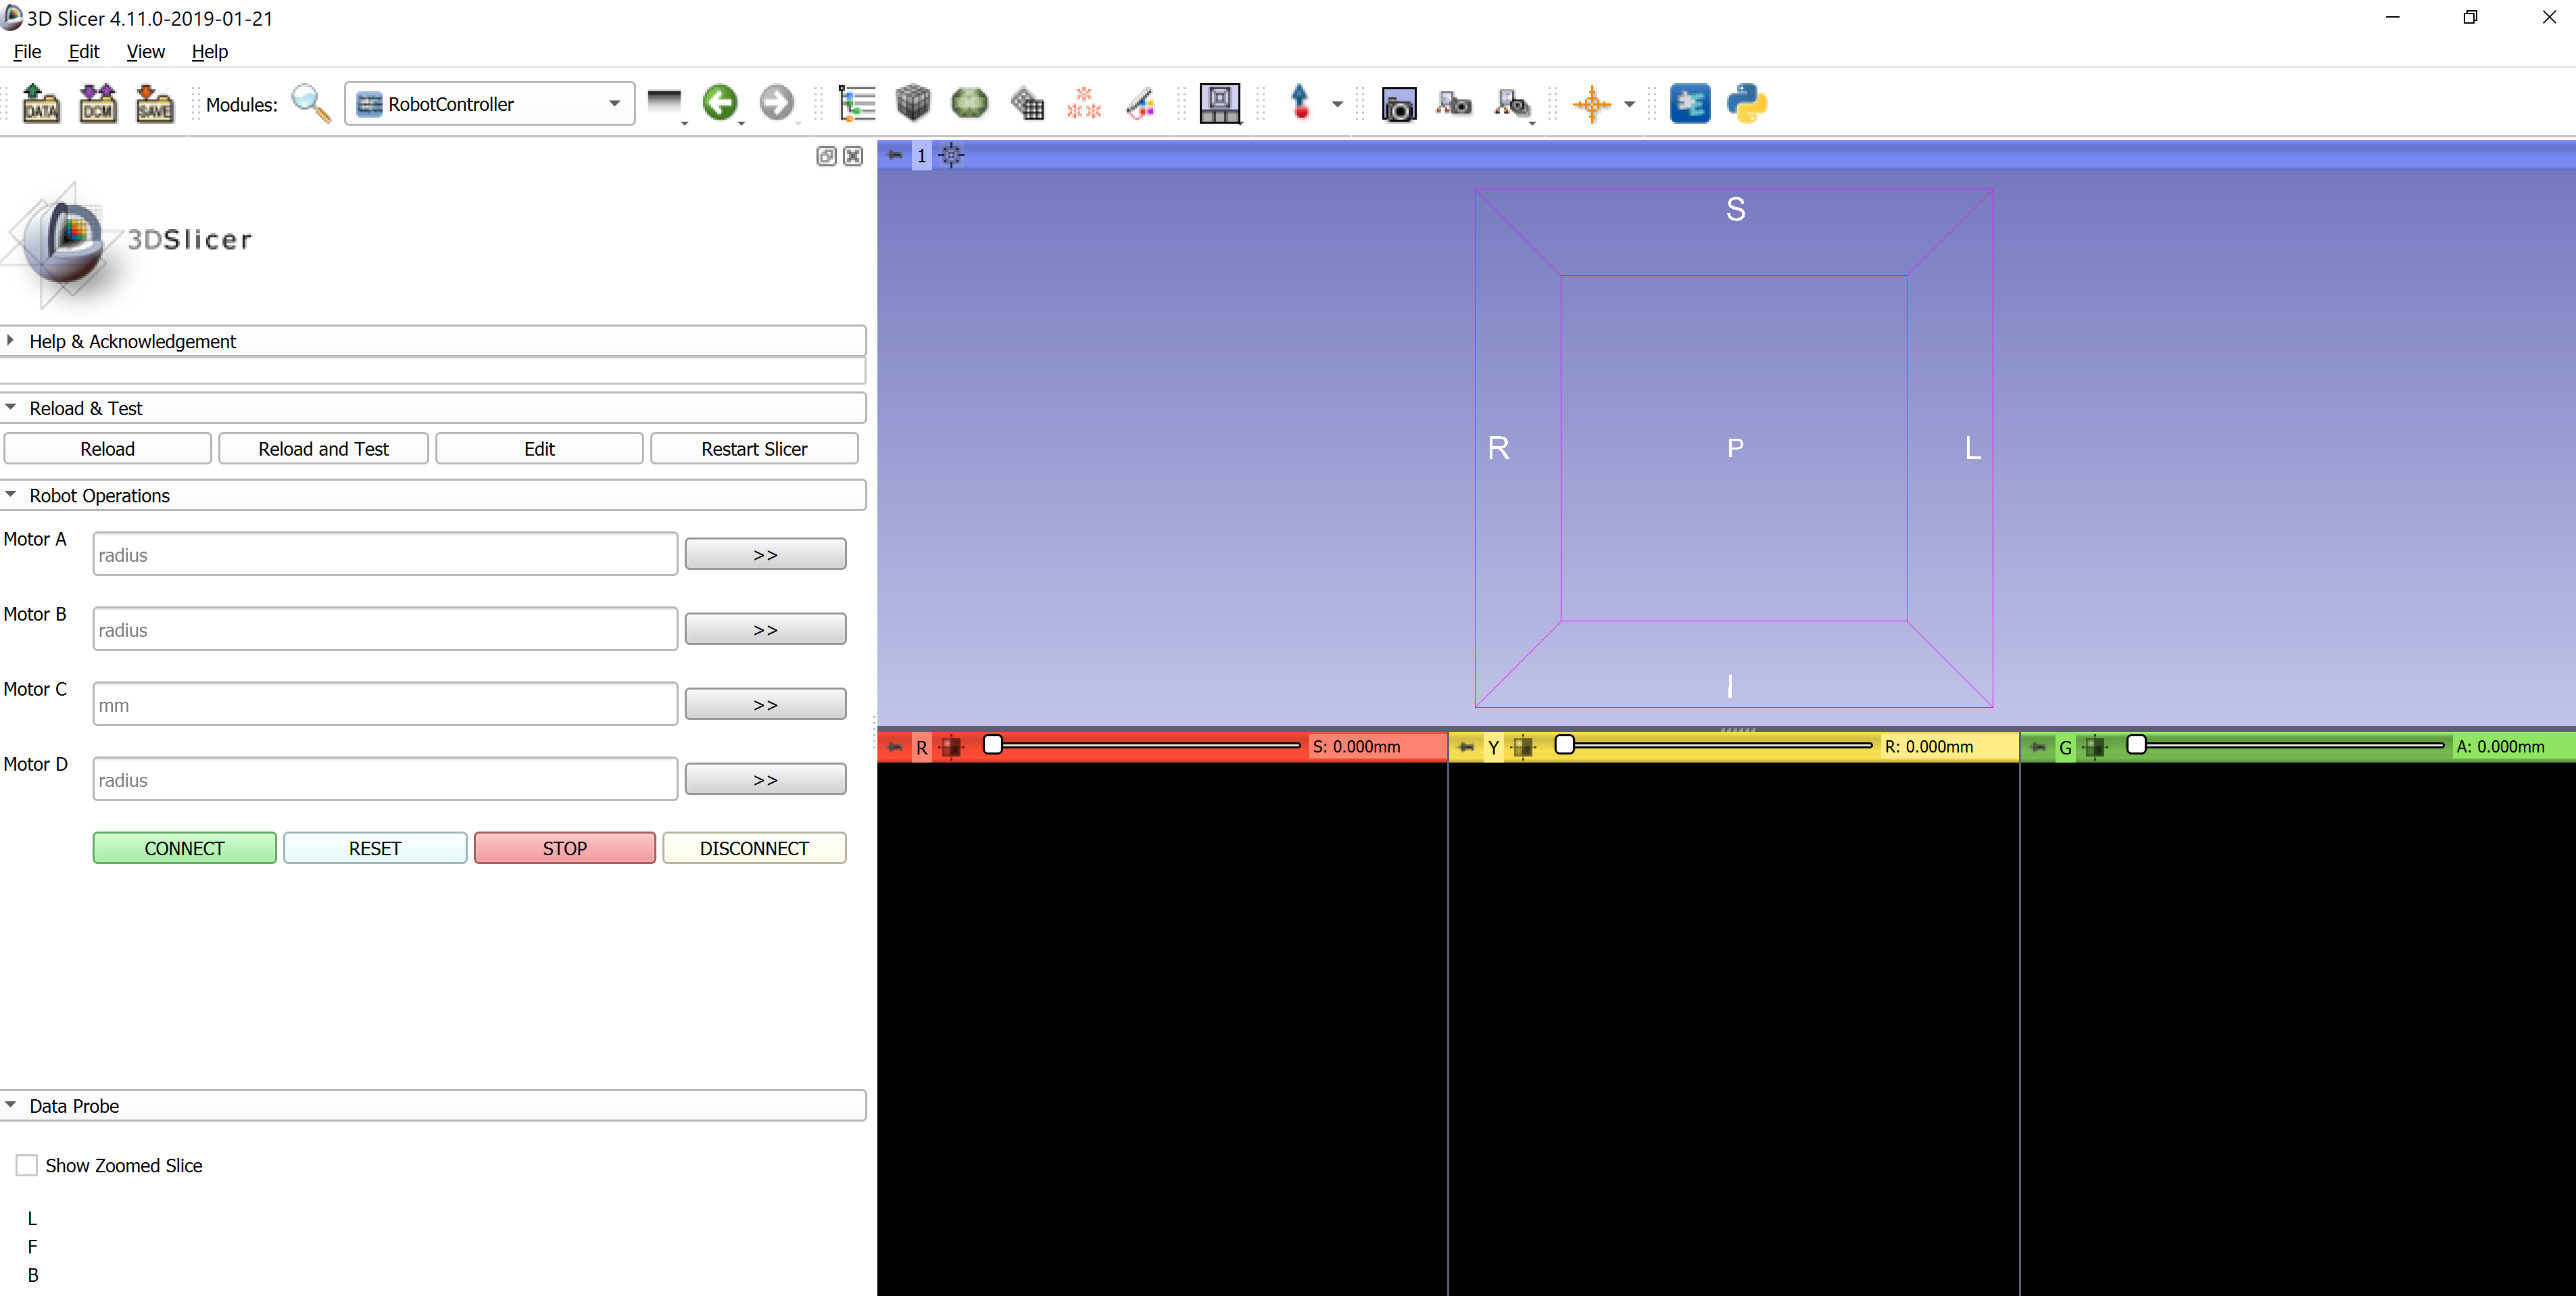 3D Slicer 4.11.0-2019-01-21
File Edit View Help
DATA DCM SAVE Modules: RobotController
1
3DSlicer
S
Help & Acknowledgement
Reload & Test
Reload Reload and Test Edit Restart Slicer
R P L
Robot Operations
Motor A radius >>
Motor B radius >>
Motor C mm >>
I
R S: 0.000mm Y R: 0.000mm G A: 0.000mm
Motor D radius >>
CONNECT RESET STOP DISCONNECT
Data Probe
Show Zoomed Slice
L
F
B